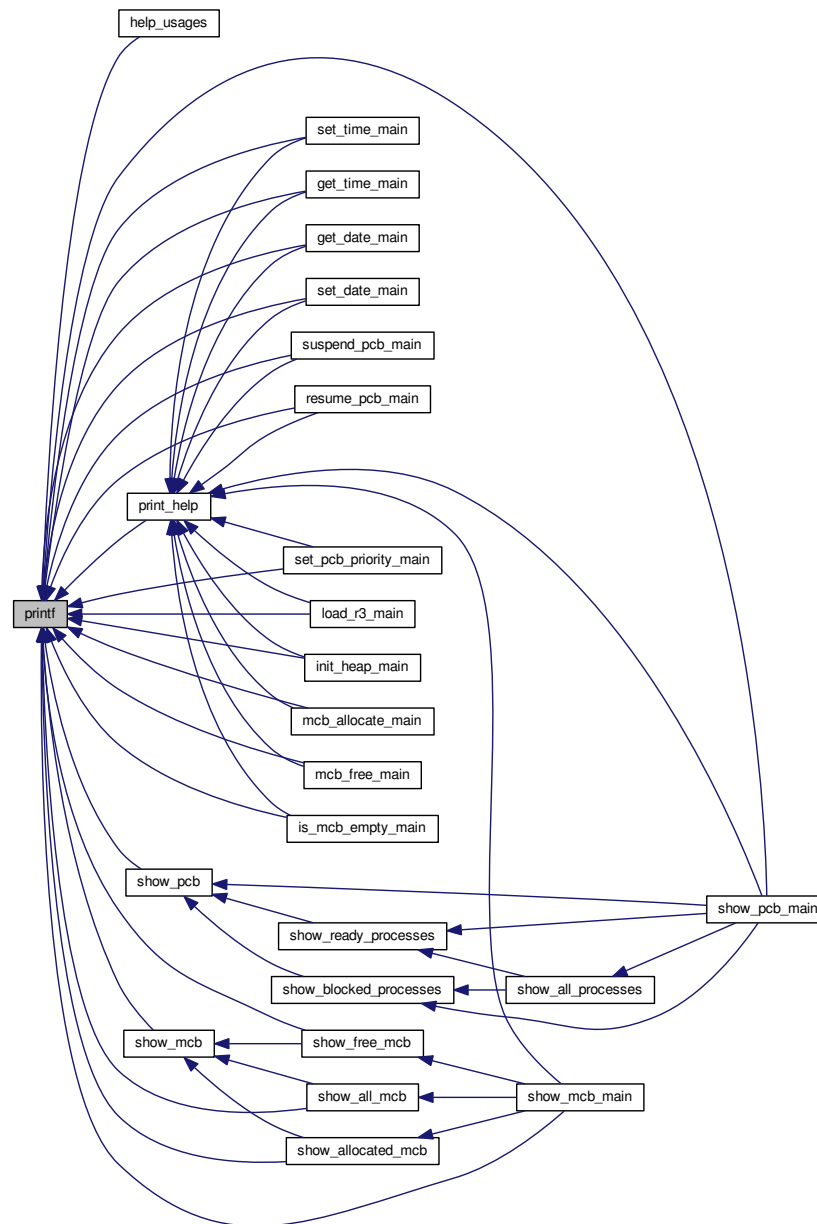 help_usages
set_time_main
get_time_main
get_date_main
set_date_main
suspend_pcb_main
resume_pcb_main
print_help
set_pcb_priority_main
printf
load_r3_main
init_heap_main
mcb_allocate_main
mcb_free_main
is_mcb_empty_main
show_pcb
show_pcb_main
show_ready_processes
show_blocked_processes
show_all_processes
show_mcb
show_free_mcb
show_all_mcb
show_mcb_main
show_allocated_mcb